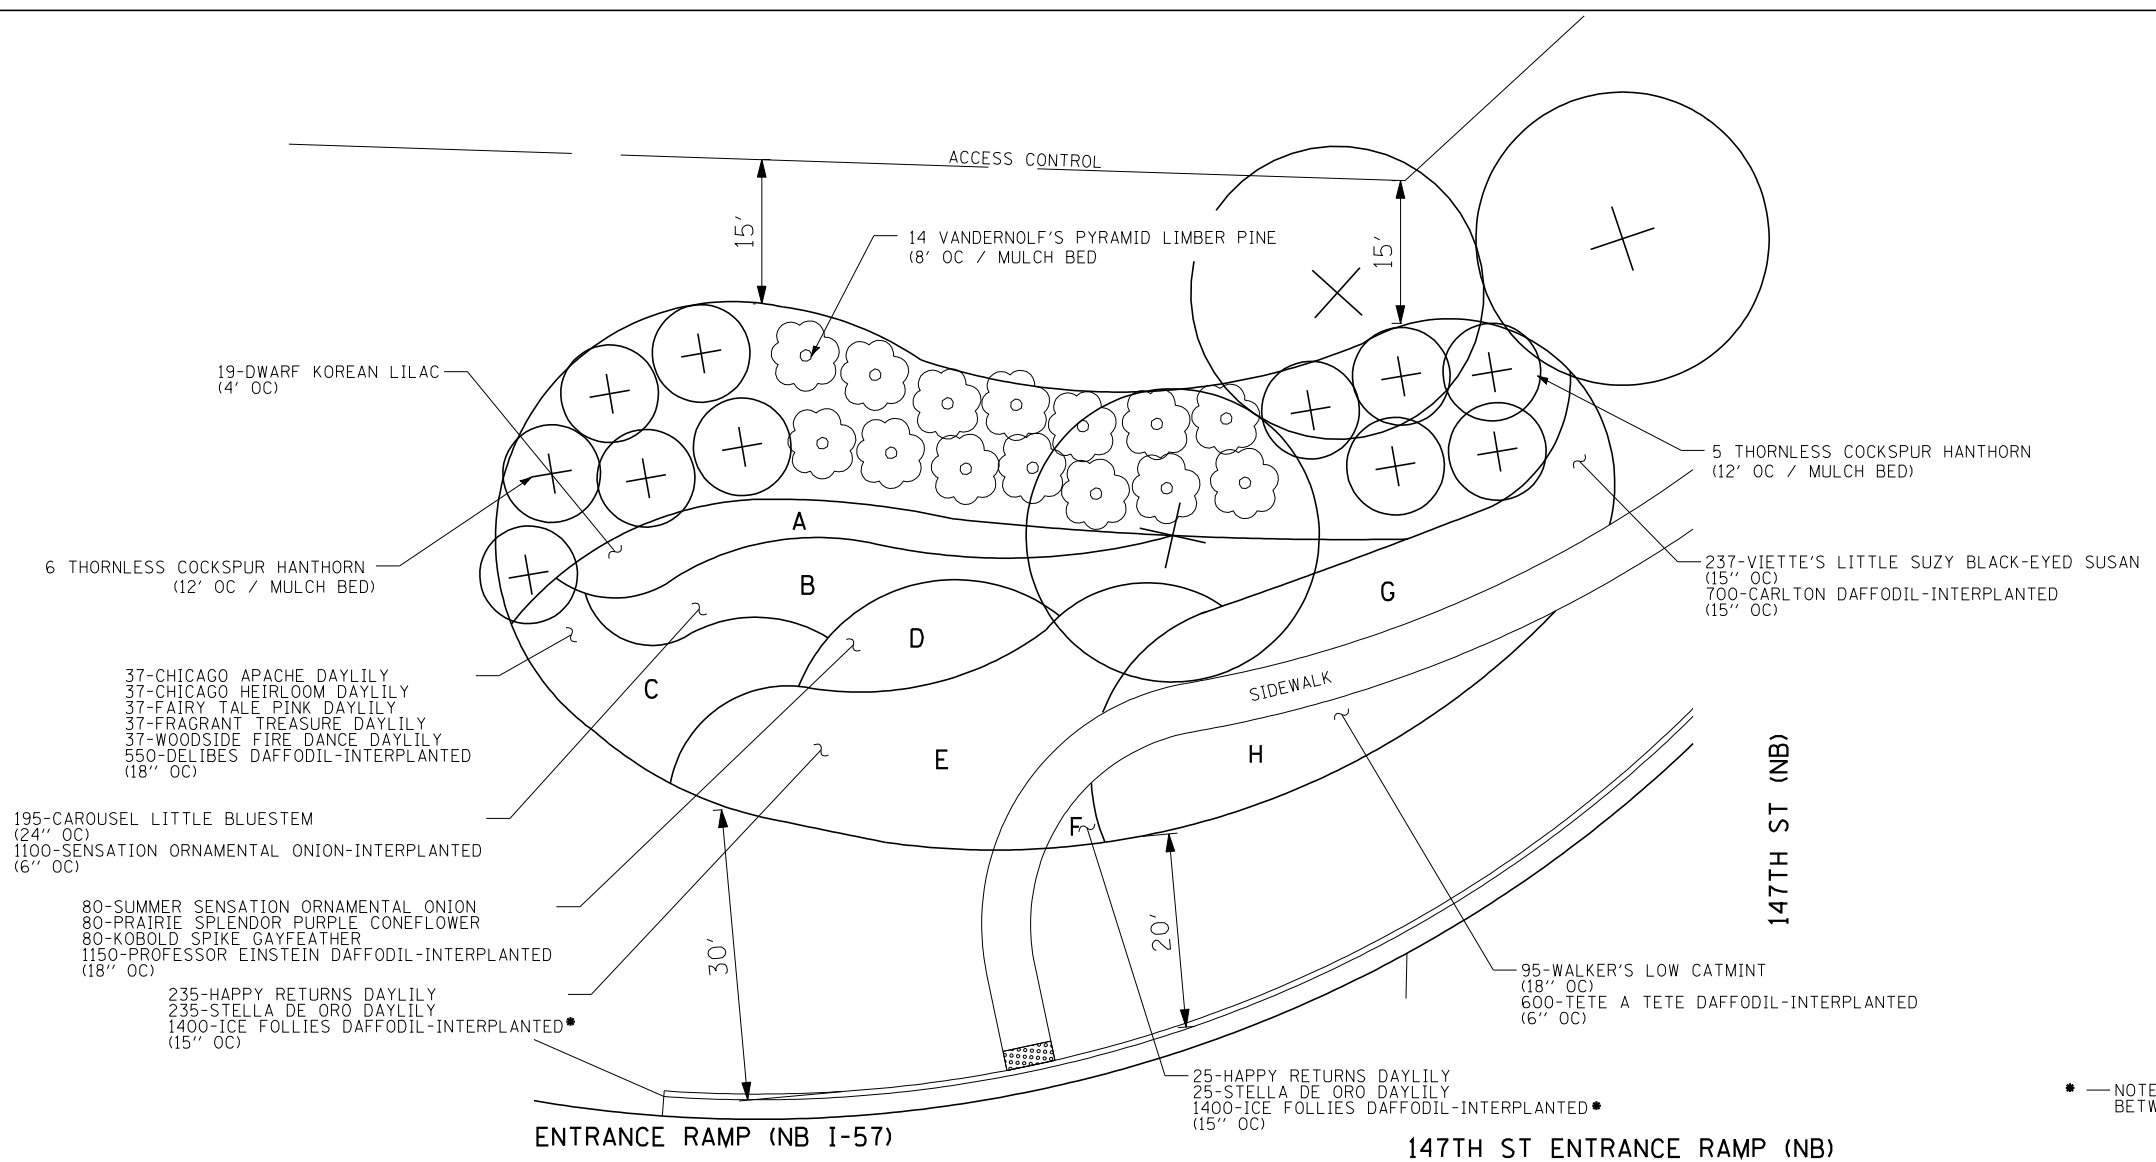 ACCESS CONTROL
15'
15'
14 VANDERNOLF'S PYRAMID LIMBER PINE
(8' OC / MULCH BED
19-DWARF KOREAN LILAC
(4' OC)
5 THORNLESS COCKSPUR HANTHORN
(12' OC / MULCH BED)
6 THORNLESS COCKSPUR HANTHORN
(12' OC / MULCH BED)
237-VIETTE'S LITTLE SUZY BLACK-EYED SUSAN
(15'' OC)
700-CARLTON DAFFODIL-INTERPLANTED
(15'' OC)
A
B
G
D
C
SIDEWALK
E
H
F
37-CHICAGO APACHE DAYLILY
37-CHICAGO HEIRLOOM DAYLILY
37-FAIRY TALE PINK DAYLILY
37-FRAGRANT TREASURE DAYLILY
37-WOODSIDE FIRE DANCE DAYLILY
550-DELIBES DAFFODIL-INTERPLANTED
(18'' OC)
195-CAROUSEL LITTLE BLUESTEM
(24'' OC)
1100-SENSATION ORNAMENTAL ONION-INTERPLANTED
(6'' OC)
80-SUMMER SENSATION ORNAMENTAL ONION
80-PRAIRIE SPLENDOR PURPLE CONEFLOWER
80-KOBOLD SPIKE GAYFEATHER
1150-PROFESSOR EINSTEIN DAFFODIL-INTERPLANTED
(18'' OC)
235-HAPPY RETURNS DAYLILY
235-STELLA DE ORO DAYLILY
1400-ICE FOLLIES DAFFODIL-INTERPLANTED*
(15'' OC)
30'
20'
147TH ST (NB)
95-WALKER'S LOW CATMINT
(18'' OC)
600-TETE A TETE DAFFODIL-INTERPLANTED
(6'' OC)
25-HAPPY RETURNS DAYLILY
25-STELLA DE ORO DAYLILY
1400-ICE FOLLIES DAFFODIL-INTERPLANTED*
(15'' OC)
* — NOTE
BETW
ENTRANCE RAMP (NB I-57)
147TH ST ENTRANCE RAMP (NB)